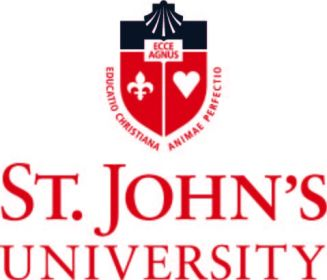 ECCE
AGNUS
EDUCATIO CHRISTIANA ANIMAE PERFECTIO
ST. JOHN'S
UNIVERSITY